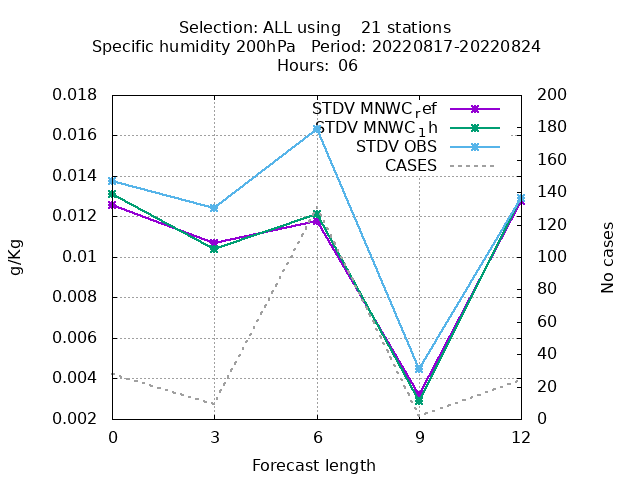 Selection: ALL using    21 stations
Specific humidity 200hPa   Period: 20220817-20220824
Hours:  06
STDV MNWC_ref
STDV MNWC_1h
STDV OBS
CASES
0.018
0.016
0.014
0.012
0.01
0.008
0.006
0.004
0.002
200
180
160
140
120
100
80
60
40
20
0
g/Kg
No cases
0 3 6 9 12
Forecast length